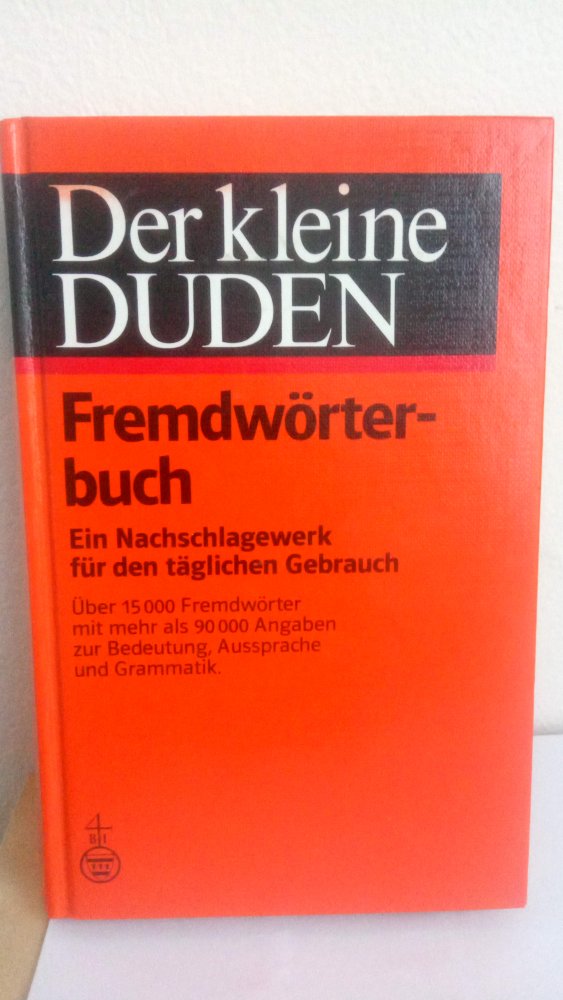 Der kleine
DUDEN
Fremdwörter-
buch
Ein Nachschlagewerk
für den täglichen Gebrauch
Über 15 000 Fremdwörter
mit mehr als 90 000 Angaben
zur Bedeutung, Aussprache
und Grammatik.
B I